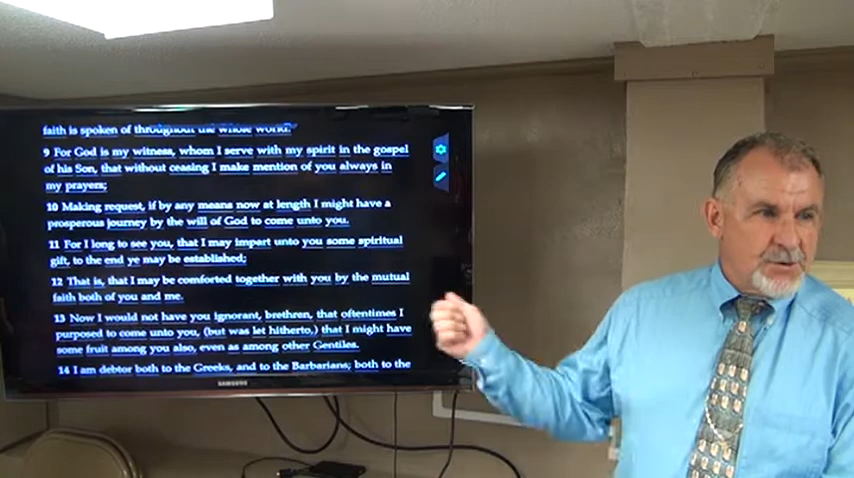 faith is spoken of throughout the whole world.
9 For God is my witness, whom I serve with my spirit in the gospel
of his Son, that without ceasing I make mention of you always in
my prayers;
10 Making request, if by any means now at length I might have a
prosperous journey by the will of God to come unto you.
11 For I long to see you, that I may impart unto you some spiritual
gift, to the end ye may be established;
12 That is, that I may be comforted together with you by the mutual
faith both of you and me.
13 Now I would not have you ignorant, brethren, that oftentimes I
purposed to come unto you, (but was let hitherto,) that I might have
some fruit among you also, even as among other Gentiles.
14 I am debtor both to the Greeks, and to the Barbarians; both to the
SAMSUNG